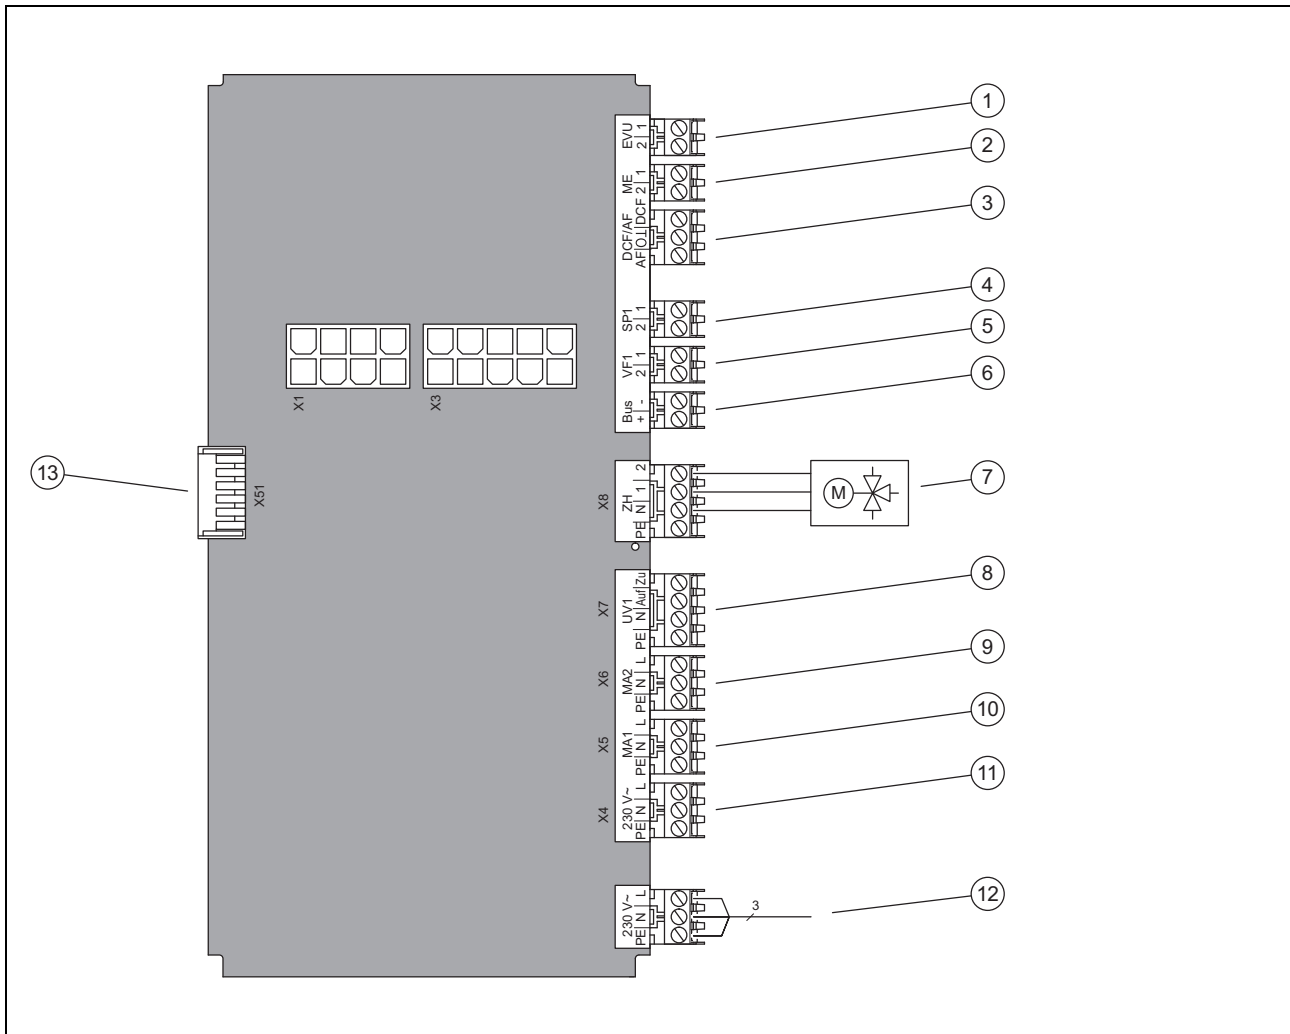 1
EVU
2 1
2
ME
2 1
3
DCF/AF
AF O⊥ DCF
4
SP1
2 1
5
VF1
2 1
6
Bus
+ -
X1
X3
13
X51
7
M
X8
ZH
PE N 1 2
8
X7
UV1
PE N Auf Zu
9
X6
MA2
PE N L
10
X5
MA1
PE N L
11
X4
230 V~
PE N L
12
3
230 V~
PE N L